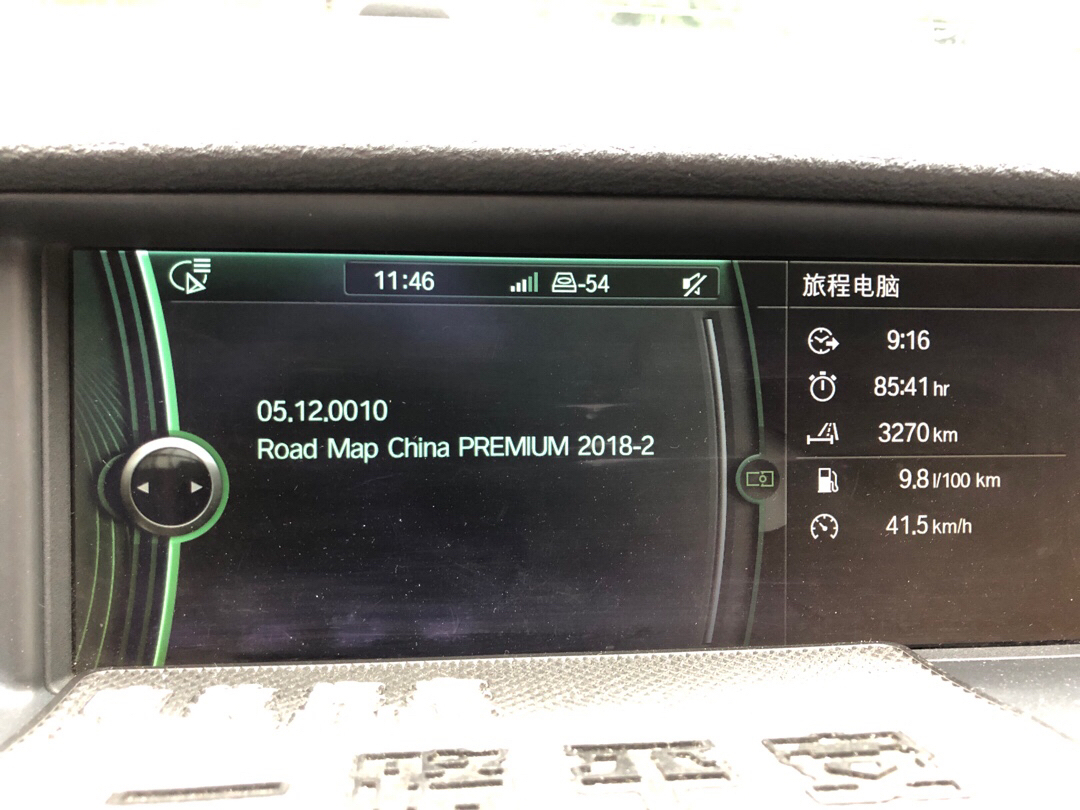 11:46
-54
05.12.0010
Road Map China PREMIUM 2018-2
旅程电脑
9:16
85:41 hr
3270 km
9.8 l/100 km
41.5 km/h